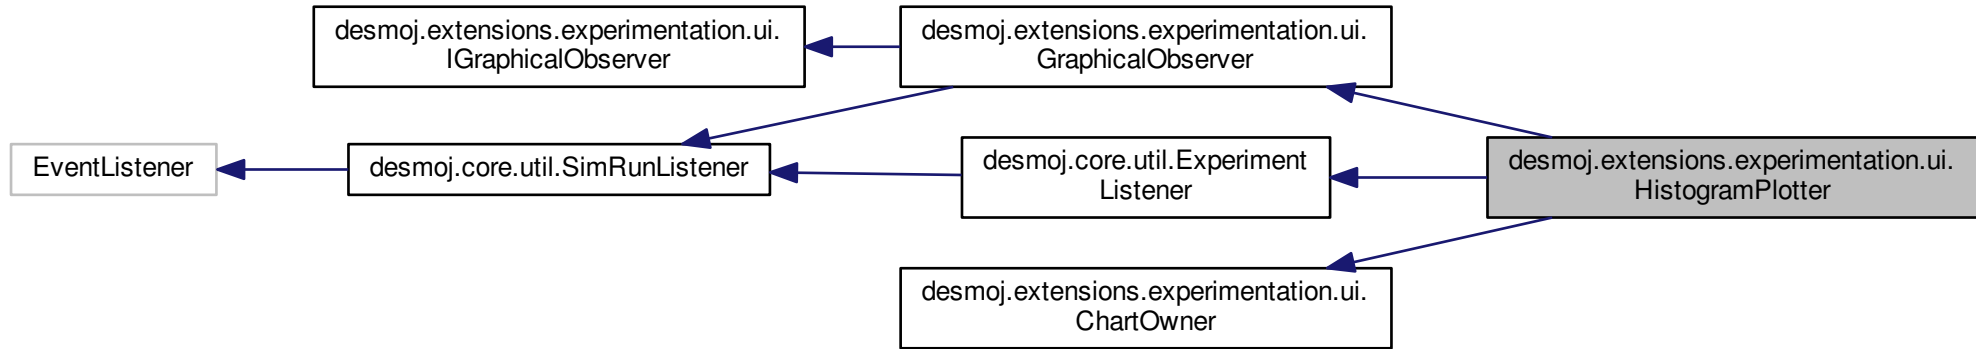 desmoj.extensions.experimentation.ui.
IGraphicalObserver
desmoj.extensions.experimentation.ui.
GraphicalObserver
EventListener
desmoj.core.util.SimRunListener
desmoj.core.util.Experiment
Listener
desmoj.extensions.experimentation.ui.
HistogramPlotter
desmoj.extensions.experimentation.ui.
ChartOwner